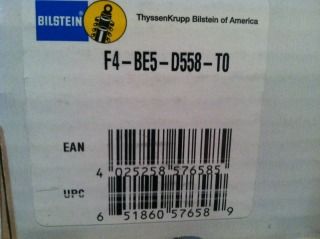 BILSTEIN
ThyssenKrupp Bilstein of America
F4-BE5-D558-T0
EAN
4 025258 576585
UPC
6 51860 57658 9